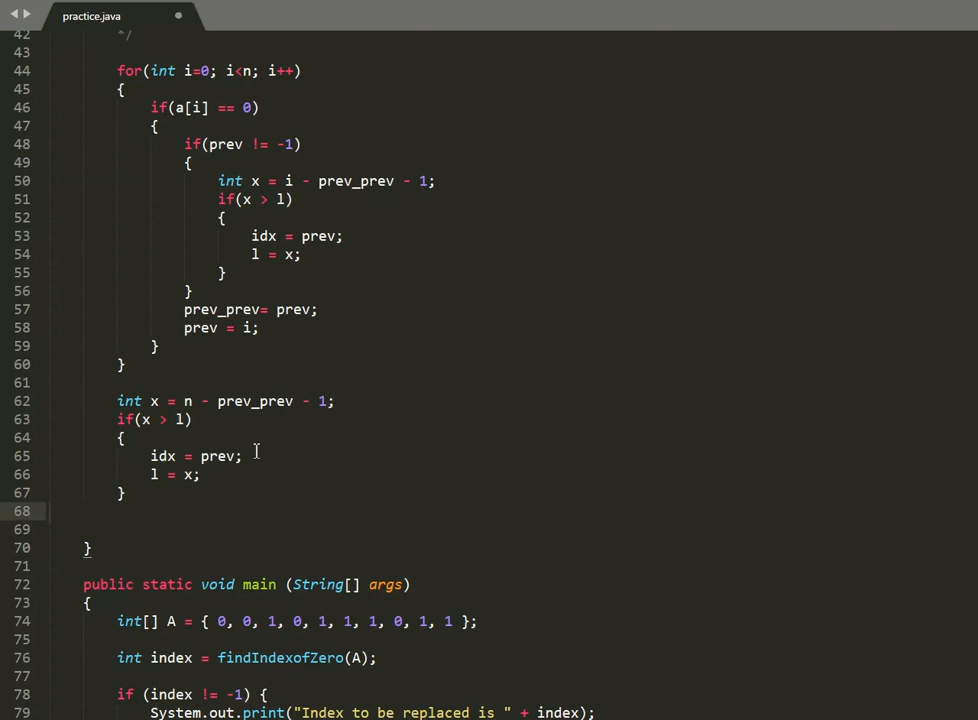 practice.java
42 */
43
44 for(int i=0; i<n; i++)
45 {
46 if(a[i] == 0)
47 {
48 if(prev != -1)
49 {
50 int x = i - prev_prev - 1;
51 if(x > l)
52 {
53 idx = prev;
54 l = x;
55 }
56 }
57 prev_prev= prev;
58 prev = i;
59 }
60 }
61
62 int x = n - prev_prev - 1;
63 if(x > l)
64 {
65 idx = prev;
66 l = x;
67 }
68
69
70 }
71
72 public static void main (String[] args)
73 {
74 int[] A = { 0, 0, 1, 0, 1, 1, 1, 0, 1, 1 };
75
76 int index = findIndexofZero(A);
77
78 if (index != -1) {
79 System.out.print("Index to be replaced is " + index);